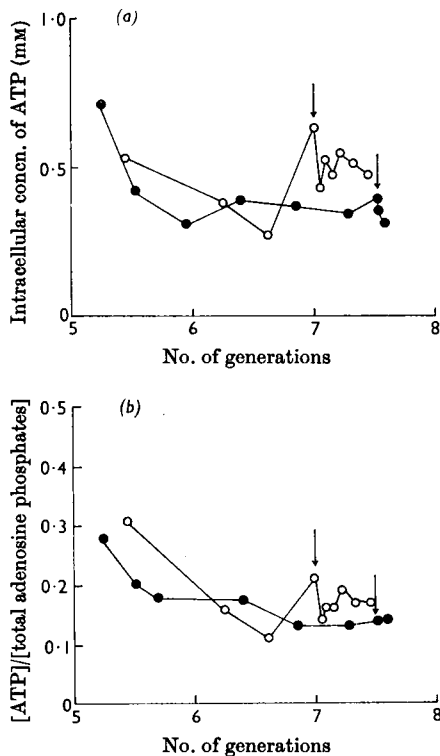 (a)
Intracellular concn. of ATP (mM)
1·0
0·5
0
5
6
7
8
No. of generations
(b)
[ATP]/[total adenosine phosphates]
0·5
0·4
0·3
0·2
0·1
0
5
6
7
8
No. of generations